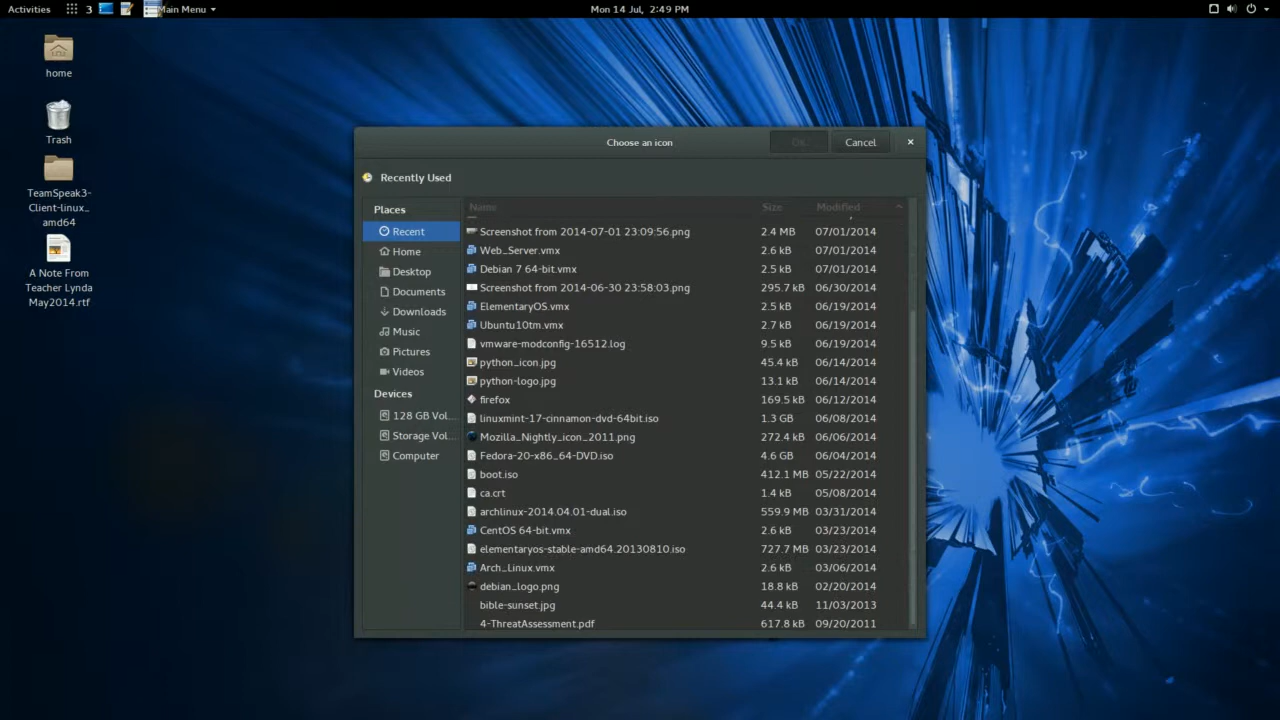 Activities 3 Main Menu Mon 14 Jul, 2:49 PM
home
Trash
TeamSpeak3-
Client-linux_
amd64
A Note From
Teacher Lynda
May2014.rtf
Choose an icon Ok Cancel
Recently Used
Places
Recent
Home
Desktop
Documents
Downloads
Music
Pictures
Videos
Devices
128 GB Vol...
Storage Vol...
Computer
Name Size Modified
Screenshot from 2014-07-01 23:09:56.png 2.4 MB 07/01/2014
Web_Server.vmx 2.6 kB 07/01/2014
Debian 7 64-bit.vmx 2.5 kB 07/01/2014
Screenshot from 2014-06-30 23:58:03.png 295.7 kB 06/30/2014
ElementaryOS.vmx 2.5 kB 06/19/2014
Ubuntu10tm.vmx 2.7 kB 06/19/2014
vmware-modconfig-16512.log 9.5 kB 06/19/2014
python_icon.jpg 45.4 kB 06/14/2014
python-logo.jpg 13.1 kB 06/14/2014
firefox 169.5 kB 06/12/2014
linuxmint-17-cinnamon-dvd-64bit.iso 1.3 GB 06/08/2014
Mozilla_Nightly_icon_2011.png 272.4 kB 06/06/2014
Fedora-20-x86_64-DVD.iso 4.6 GB 06/04/2014
boot.iso 412.1 MB 05/22/2014
ca.crt 1.4 kB 05/08/2014
archlinux-2014.04.01-dual.iso 559.9 MB 03/31/2014
CentOS 64-bit.vmx 2.6 kB 03/23/2014
elementaryos-stable-amd64.20130810.iso 727.7 MB 03/23/2014
Arch_Linux.vmx 2.6 kB 03/06/2014
debian_logo.png 18.8 kB 02/20/2014
bible-sunset.jpg 44.4 kB 11/03/2013
4-ThreatAssessment.pdf 617.8 kB 09/20/2011